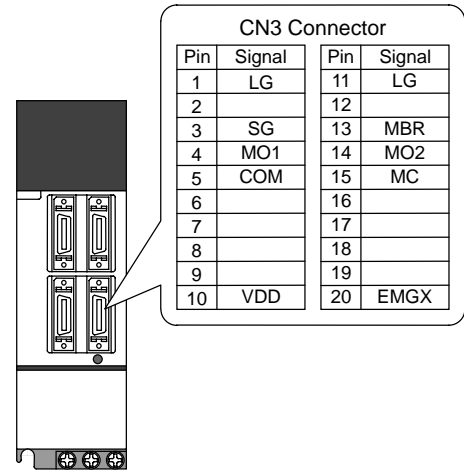 CN3 Connector
Pin Signal Pin Signal
1 LG 11 LG
2 12
3 SG 13 MBR
4 MO1 14 MO2
5 COM 15 MC
6 16
7 17
8 18
9 19
10 VDD 20 EMGX